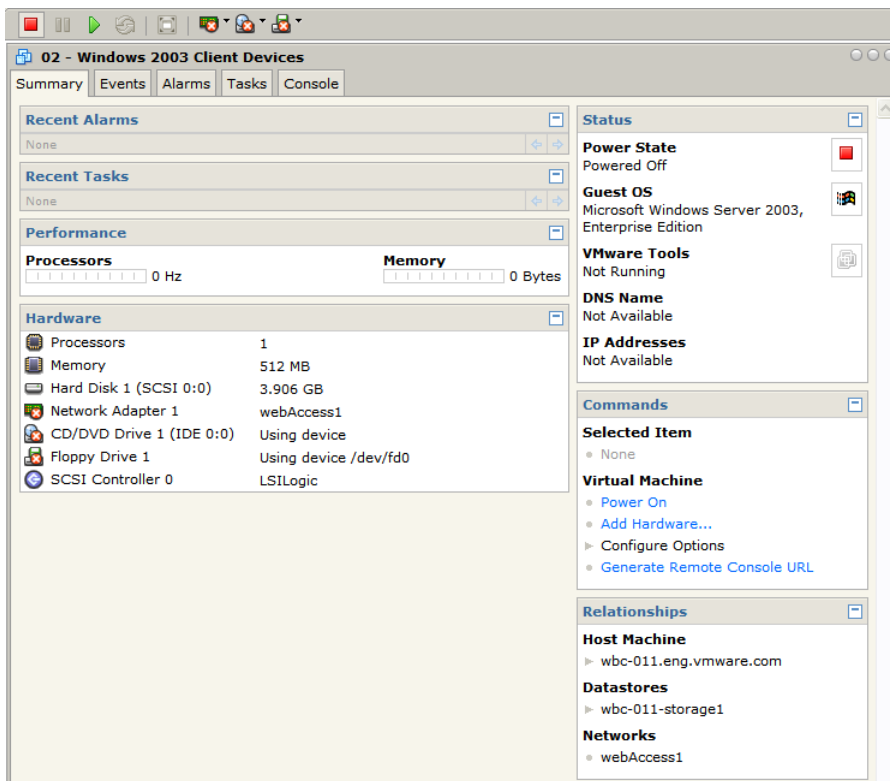 02 - Windows 2003 Client Devices
Summary Events Alarms Tasks Console
Recent Alarms
None
Recent Tasks
None
Performance
Processors
0 Hz
Memory
0 Bytes
Hardware
Processors 1
Memory 512 MB
Hard Disk 1 (SCSI 0:0) 3.906 GB
Network Adapter 1 webAccess1
CD/DVD Drive 1 (IDE 0:0) Using device
Floppy Drive 1 Using device /dev/fd0
SCSI Controller 0 LSILogic
Status
Power State
Powered Off
Guest OS
Microsoft Windows Server 2003,
Enterprise Edition
VMware Tools
Not Running
DNS Name
Not Available
IP Addresses
Not Available
Commands
Selected Item
None
Virtual Machine
Power On
Add Hardware...
Configure Options
Generate Remote Console URL
Relationships
Host Machine
wbc-011.eng.vmware.com
Datastores
wbc-011-storage1
Networks
webAccess1